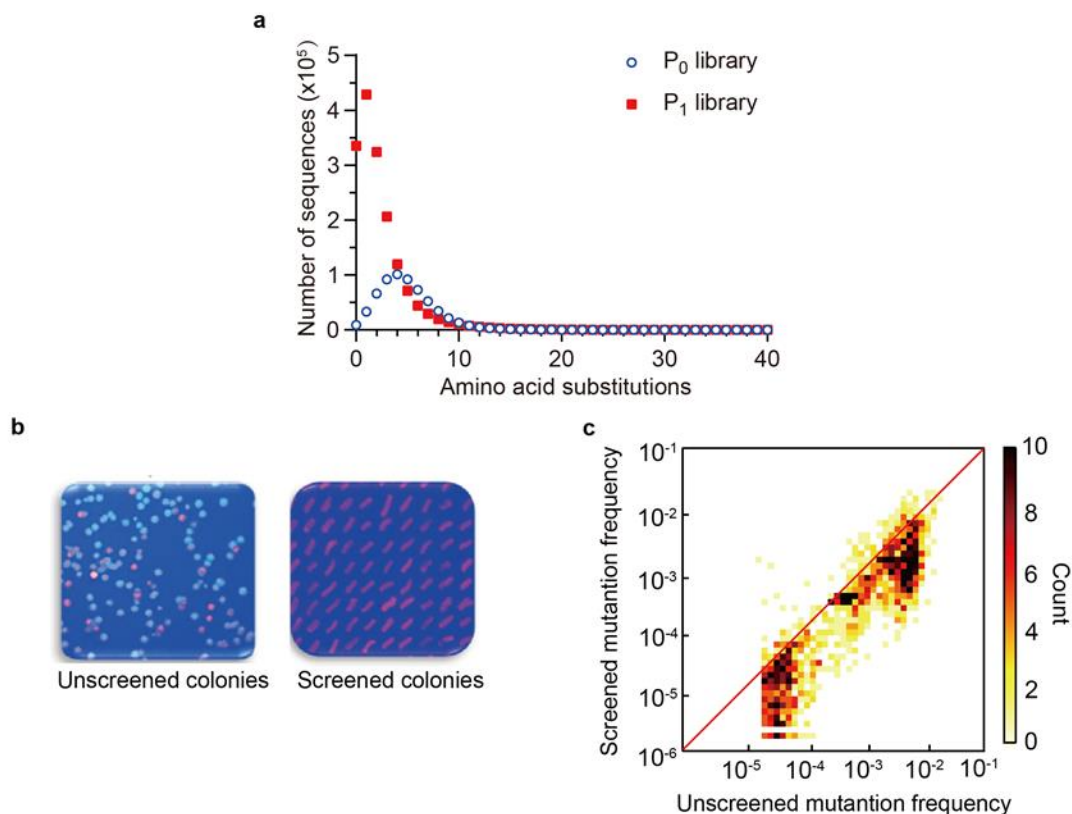 a
Number of sequences (x10⁵)
5
4
3
2
1
0
P₀ library
P₁ library
0 10 20 30 40
Amino acid substitutions
b
Unscreened colonies
Screened colonies
c
Screened mutation frequency
10⁻¹
10⁻²
10⁻³
10⁻⁴
10⁻⁵
10⁻⁶
10⁻⁵ 10⁻⁴ 10⁻³ 10⁻² 10⁻¹
Unscreened mutantion frequency
10
8
6
4
2
0
Count